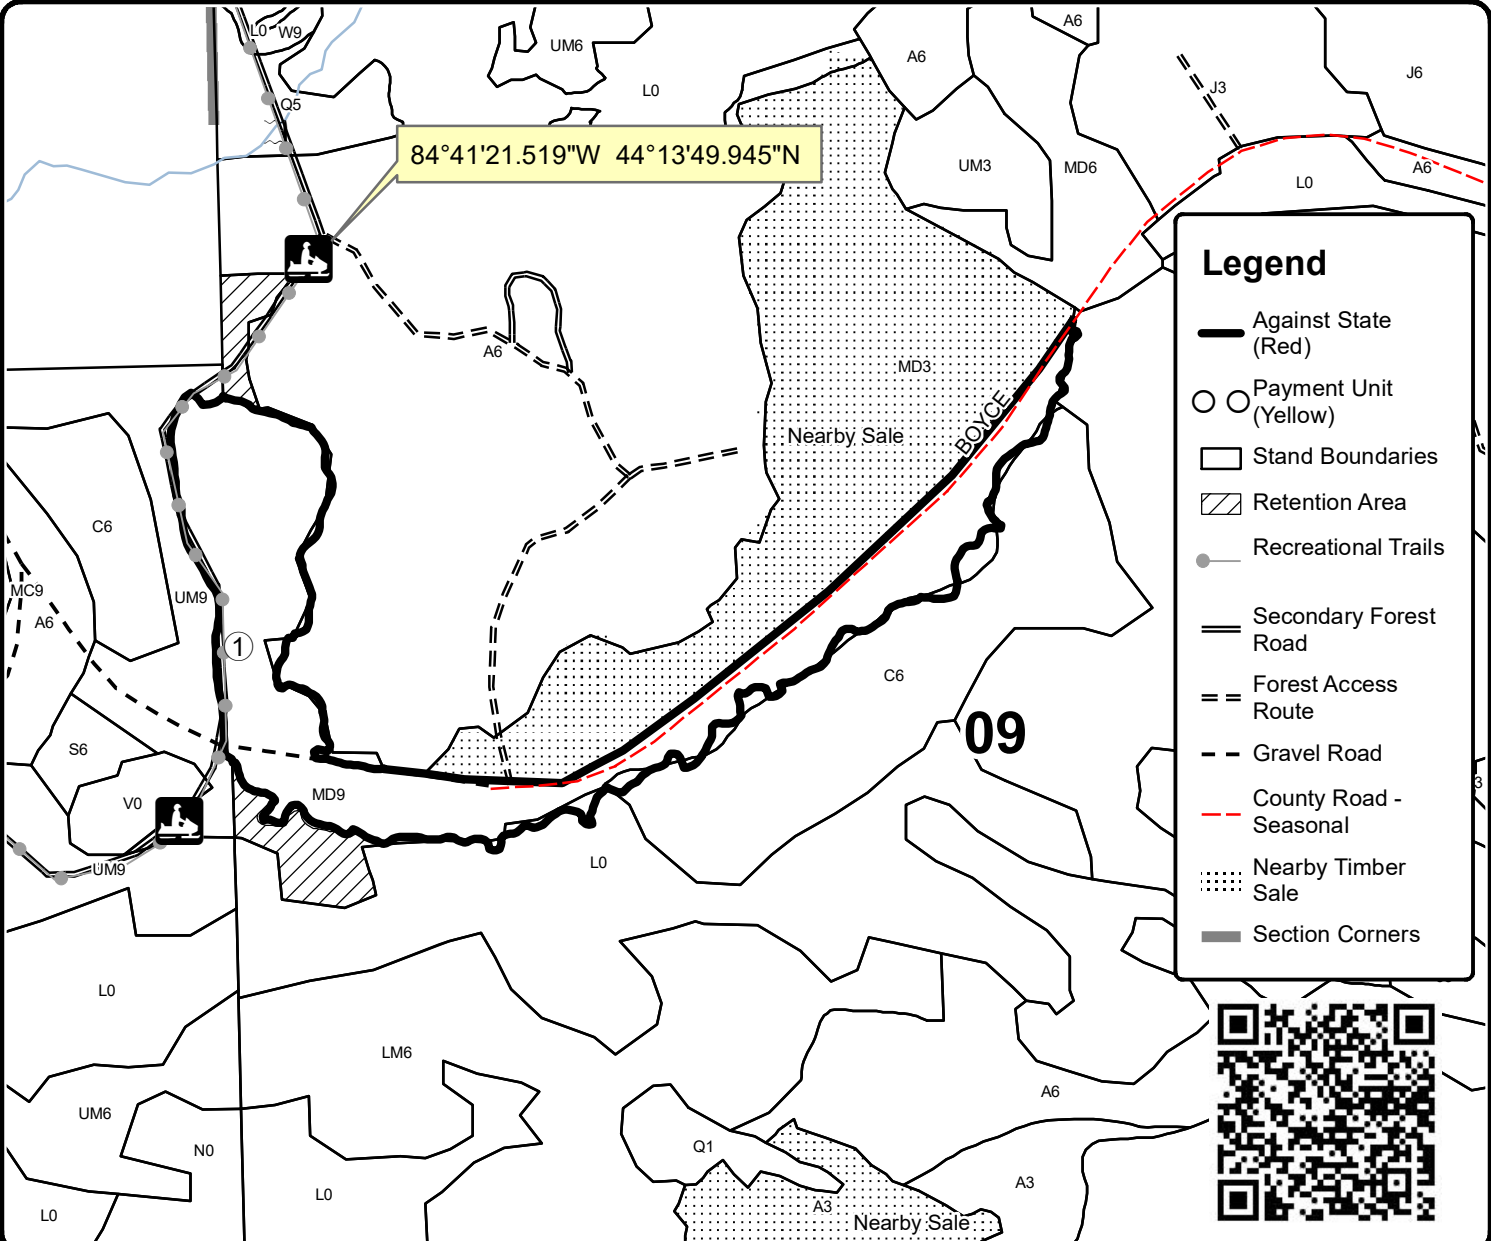 L0
W9
UM6
A6
A6
J6
L0
J3
Q5
84°41'21.519"W 44°13'49.945"N
UM3
MD6
A6
L0
A6
MD3
BOYCE
Nearby Sale
C6
MC9
UM9
A6
1
C6
09
S6
MD9
V0
3
L0
UM9
L0
LM6
A6
UM6
Q1
N0
A3
L0
A3
L0
Nearby Sale
Legend
Against State
(Red)
Payment Unit
(Yellow)
Stand Boundaries
Retention Area
Recreational Trails
Secondary Forest
Road
Forest Access
Route
Gravel Road
County Road -
Seasonal
Nearby Timber
Sale
Section Corners